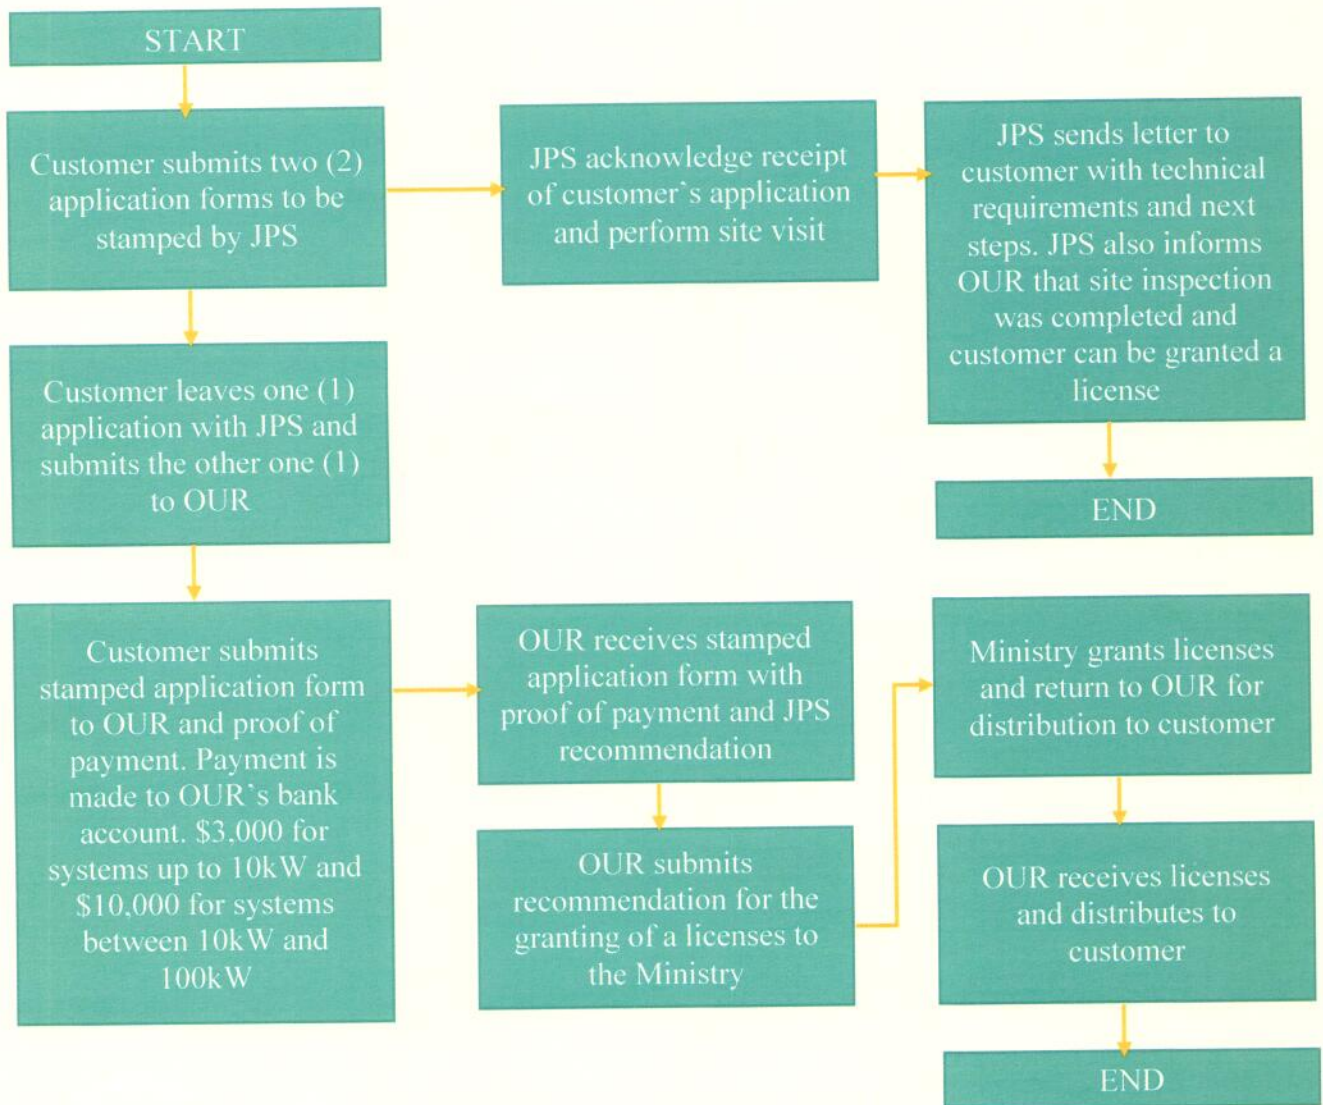 START
Customer submits two (2)
application forms to be
stamped by JPS
JPS acknowledge receipt
of customer's application
and perform site visit
JPS sends letter to
customer with technical
requirements and next
steps. JPS also informs
OUR that site inspection
was completed and
customer can be granted a
license
END
Customer leaves one (1)
application with JPS and
submits the other one (1)
to OUR
Customer submits
stamped application form
to OUR and proof of
payment. Payment is
made to OUR's bank
account. $3,000 for
systems up to 10kW and
$10,000 for systems
between 10kW and
100kW
OUR receives stamped
application form with
proof of payment and JPS
recommendation
OUR submits
recommendation for the
granting of a licenses to
the Ministry
Ministry grants licenses
and return to OUR for
distribution to customer
OUR receives licenses
and distributes to
customer
END